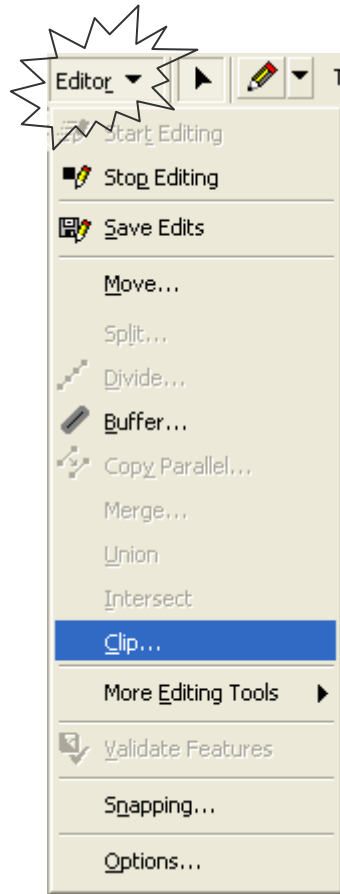 Editor
Start Editing
Stop Editing
Save Edits
Move...
Split...
Divide...
Buffer...
Copy Parallel...
Merge...
Union
Intersect
Clip...
More Editing Tools
Validate Features
Snapping...
Options...